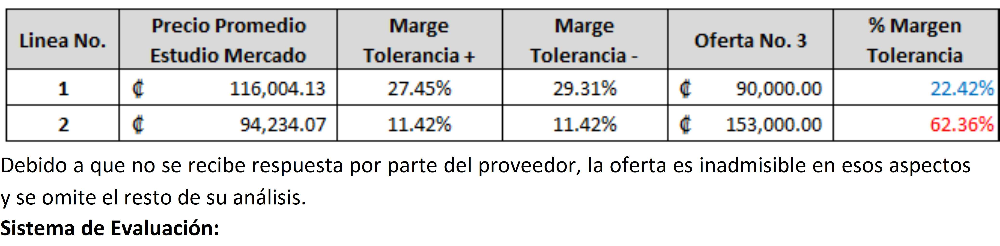 Linea No. Precio Promedio Estudio Mercado Marge Tolerancia + Marge Tolerancia - Oferta No. 3 % Margen Tolerancia
1 ₡ 116,004.13 27.45% 29.31% ₡ 90,000.00 22.42%
2 ₡ 94,234.07 11.42% 11.42% ₡ 153,000.00 62.36%
Debido a que no se recibe respuesta por parte del proveedor, la oferta es inadmisible en esos aspectos
y se omite el resto de su análisis.
Sistema de Evaluación: